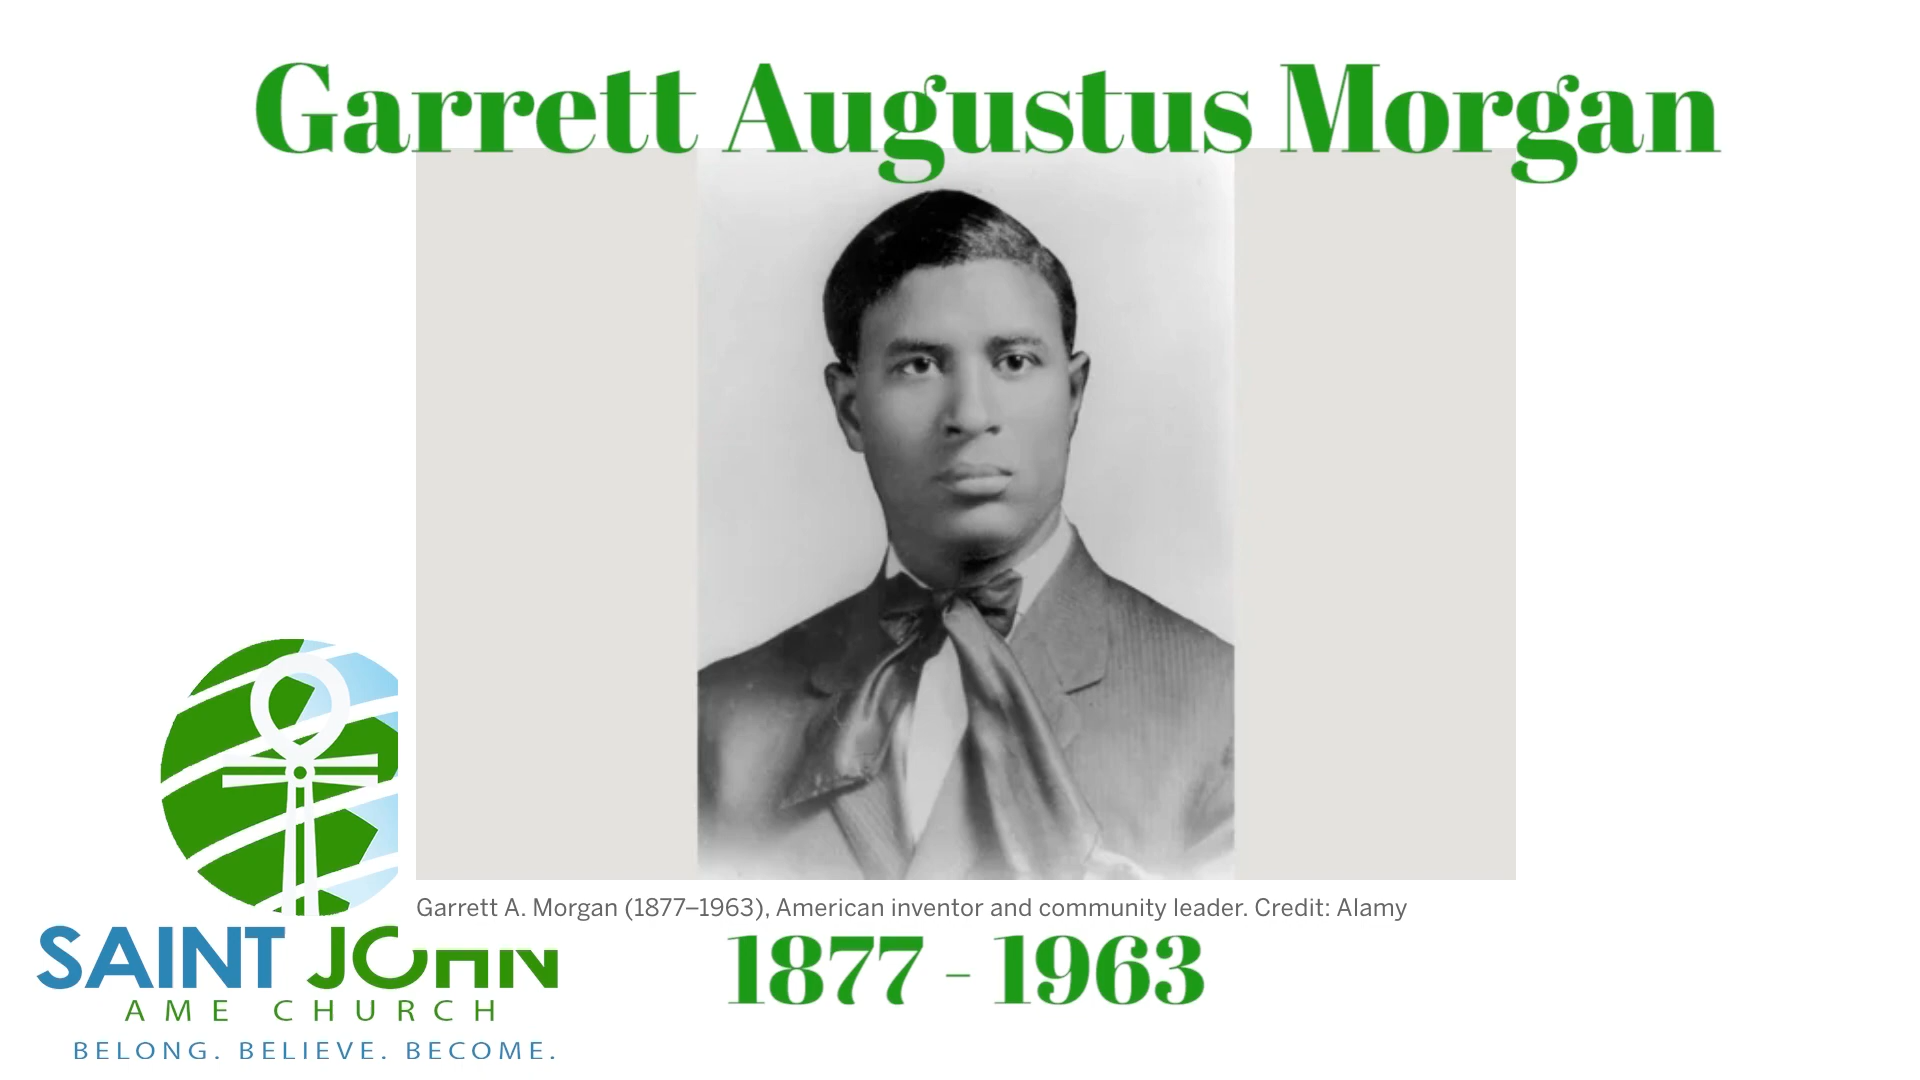 Garrett Augustus Morgan
Garrett A. Morgan (1877–1963), American inventor and community leader. Credit: Alamy
1877 - 1963
SAINT JOHN
AME CHURCH
BELONG. BELIEVE. BECOME.